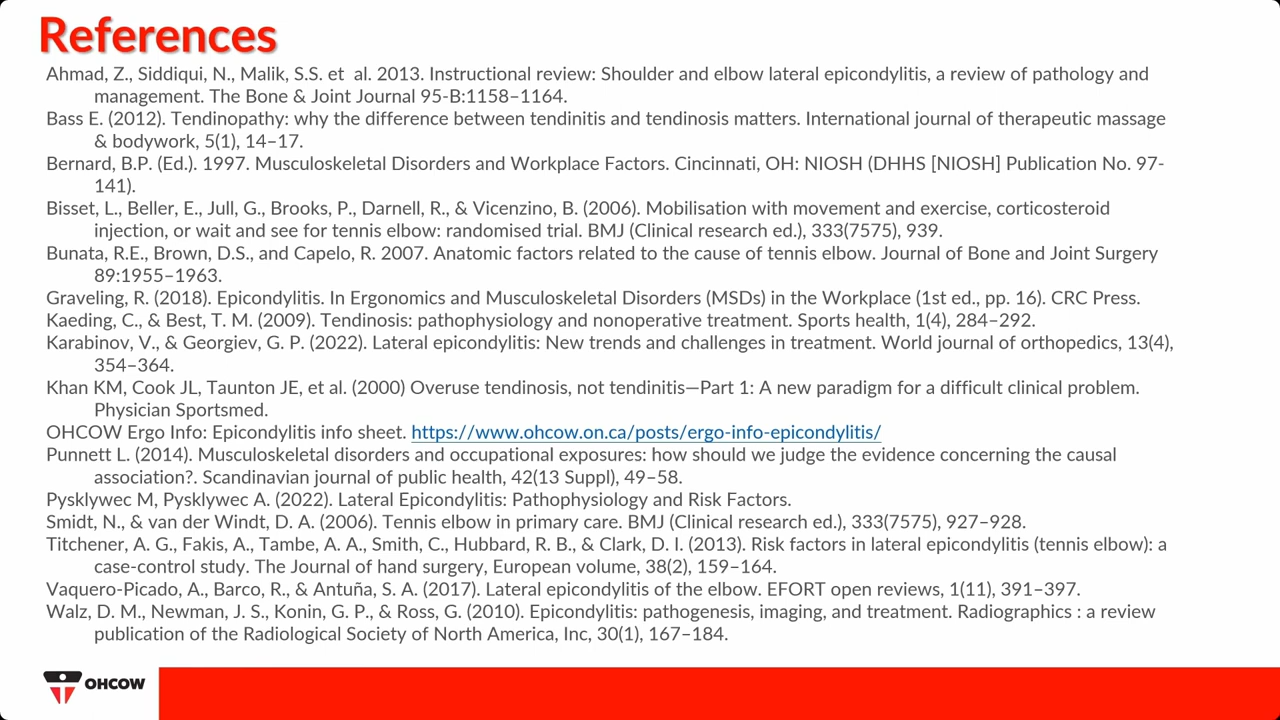 References
Ahmad, Z., Siddiqui, N., Malik, S.S. et  al. 2013. Instructional review: Shoulder and elbow lateral epicondylitis, a review of pathology and
management. The Bone & Joint Journal 95-B:1158–1164.
Bass E. (2012). Tendinopathy: why the difference between tendinitis and tendinosis matters. International journal of therapeutic massage
& bodywork, 5(1), 14–17.
Bernard, B.P. (Ed.). 1997. Musculoskeletal Disorders and Workplace Factors. Cincinnati, OH: NIOSH (DHHS [NIOSH] Publication No. 97-
141).
Bisset, L., Beller, E., Jull, G., Brooks, P., Darnell, R., & Vicenzino, B. (2006). Mobilisation with movement and exercise, corticosteroid
injection, or wait and see for tennis elbow: randomised trial. BMJ (Clinical research ed.), 333(7575), 939.
Bunata, R.E., Brown, D.S., and Capelo, R. 2007. Anatomic factors related to the cause of tennis elbow. Journal of Bone and Joint Surgery
89:1955–1963.
Graveling, R. (2018). Epicondylitis. In Ergonomics and Musculoskeletal Disorders (MSDs) in the Workplace (1st ed., pp. 16). CRC Press.
Kaeding, C., & Best, T. M. (2009). Tendinosis: pathophysiology and nonoperative treatment. Sports health, 1(4), 284–292.
Karabinov, V., & Georgiev, G. P. (2022). Lateral epicondylitis: New trends and challenges in treatment. World journal of orthopedics, 13(4),
354–364.
Khan KM, Cook JL, Taunton JE, et al. (2000) Overuse tendinosis, not tendinitis—Part 1: A new paradigm for a difficult clinical problem.
Physician Sportsmed.
OHCOW Ergo Info: Epicondylitis info sheet. https://www.ohcow.on.ca/posts/ergo-info-epicondylitis/
Punnett L. (2014). Musculoskeletal disorders and occupational exposures: how should we judge the evidence concerning the causal
association?. Scandinavian journal of public health, 42(13 Suppl), 49–58.
Pysklywec M, Pysklywec A. (2022). Lateral Epicondylitis: Pathophysiology and Risk Factors.
Smidt, N., & van der Windt, D. A. (2006). Tennis elbow in primary care. BMJ (Clinical research ed.), 333(7575), 927–928.
Titchener, A. G., Fakis, A., Tambe, A. A., Smith, C., Hubbard, R. B., & Clark, D. I. (2013). Risk factors in lateral epicondylitis (tennis elbow): a
case-control study. The Journal of hand surgery, European volume, 38(2), 159–164.
Vaquero-Picado, A., Barco, R., & Antuña, S. A. (2017). Lateral epicondylitis of the elbow. EFORT open reviews, 1(11), 391–397.
Walz, D. M., Newman, J. S., Konin, G. P., & Ross, G. (2010). Epicondylitis: pathogenesis, imaging, and treatment. Radiographics : a review
publication of the Radiological Society of North America, Inc, 30(1), 167–184.
OHCOW